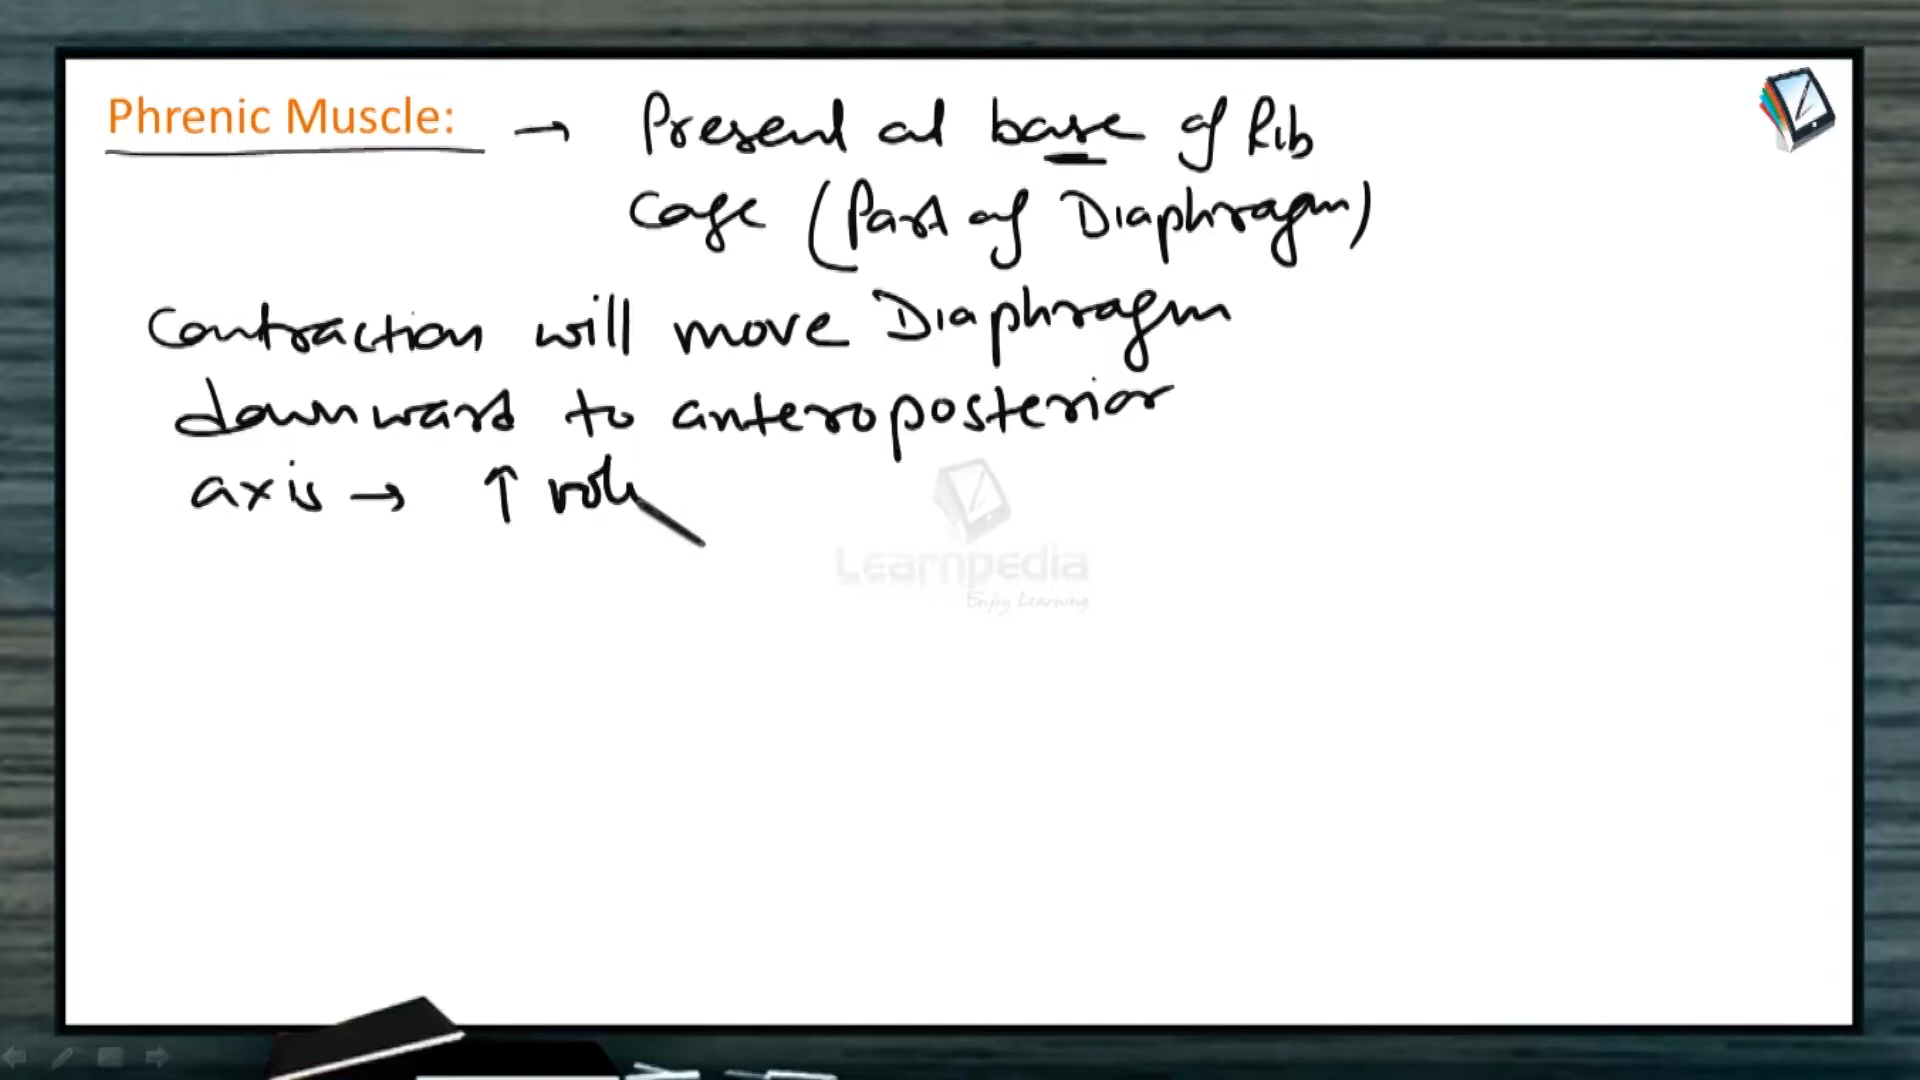 Phrenic Muscle: → Present at base of Rib
Cage (Part of Diaphragm)
Contraction will move Diaphragm
downward to anteroposterior
axis → ↑ volu
Learnpedia
Enjoy Learning